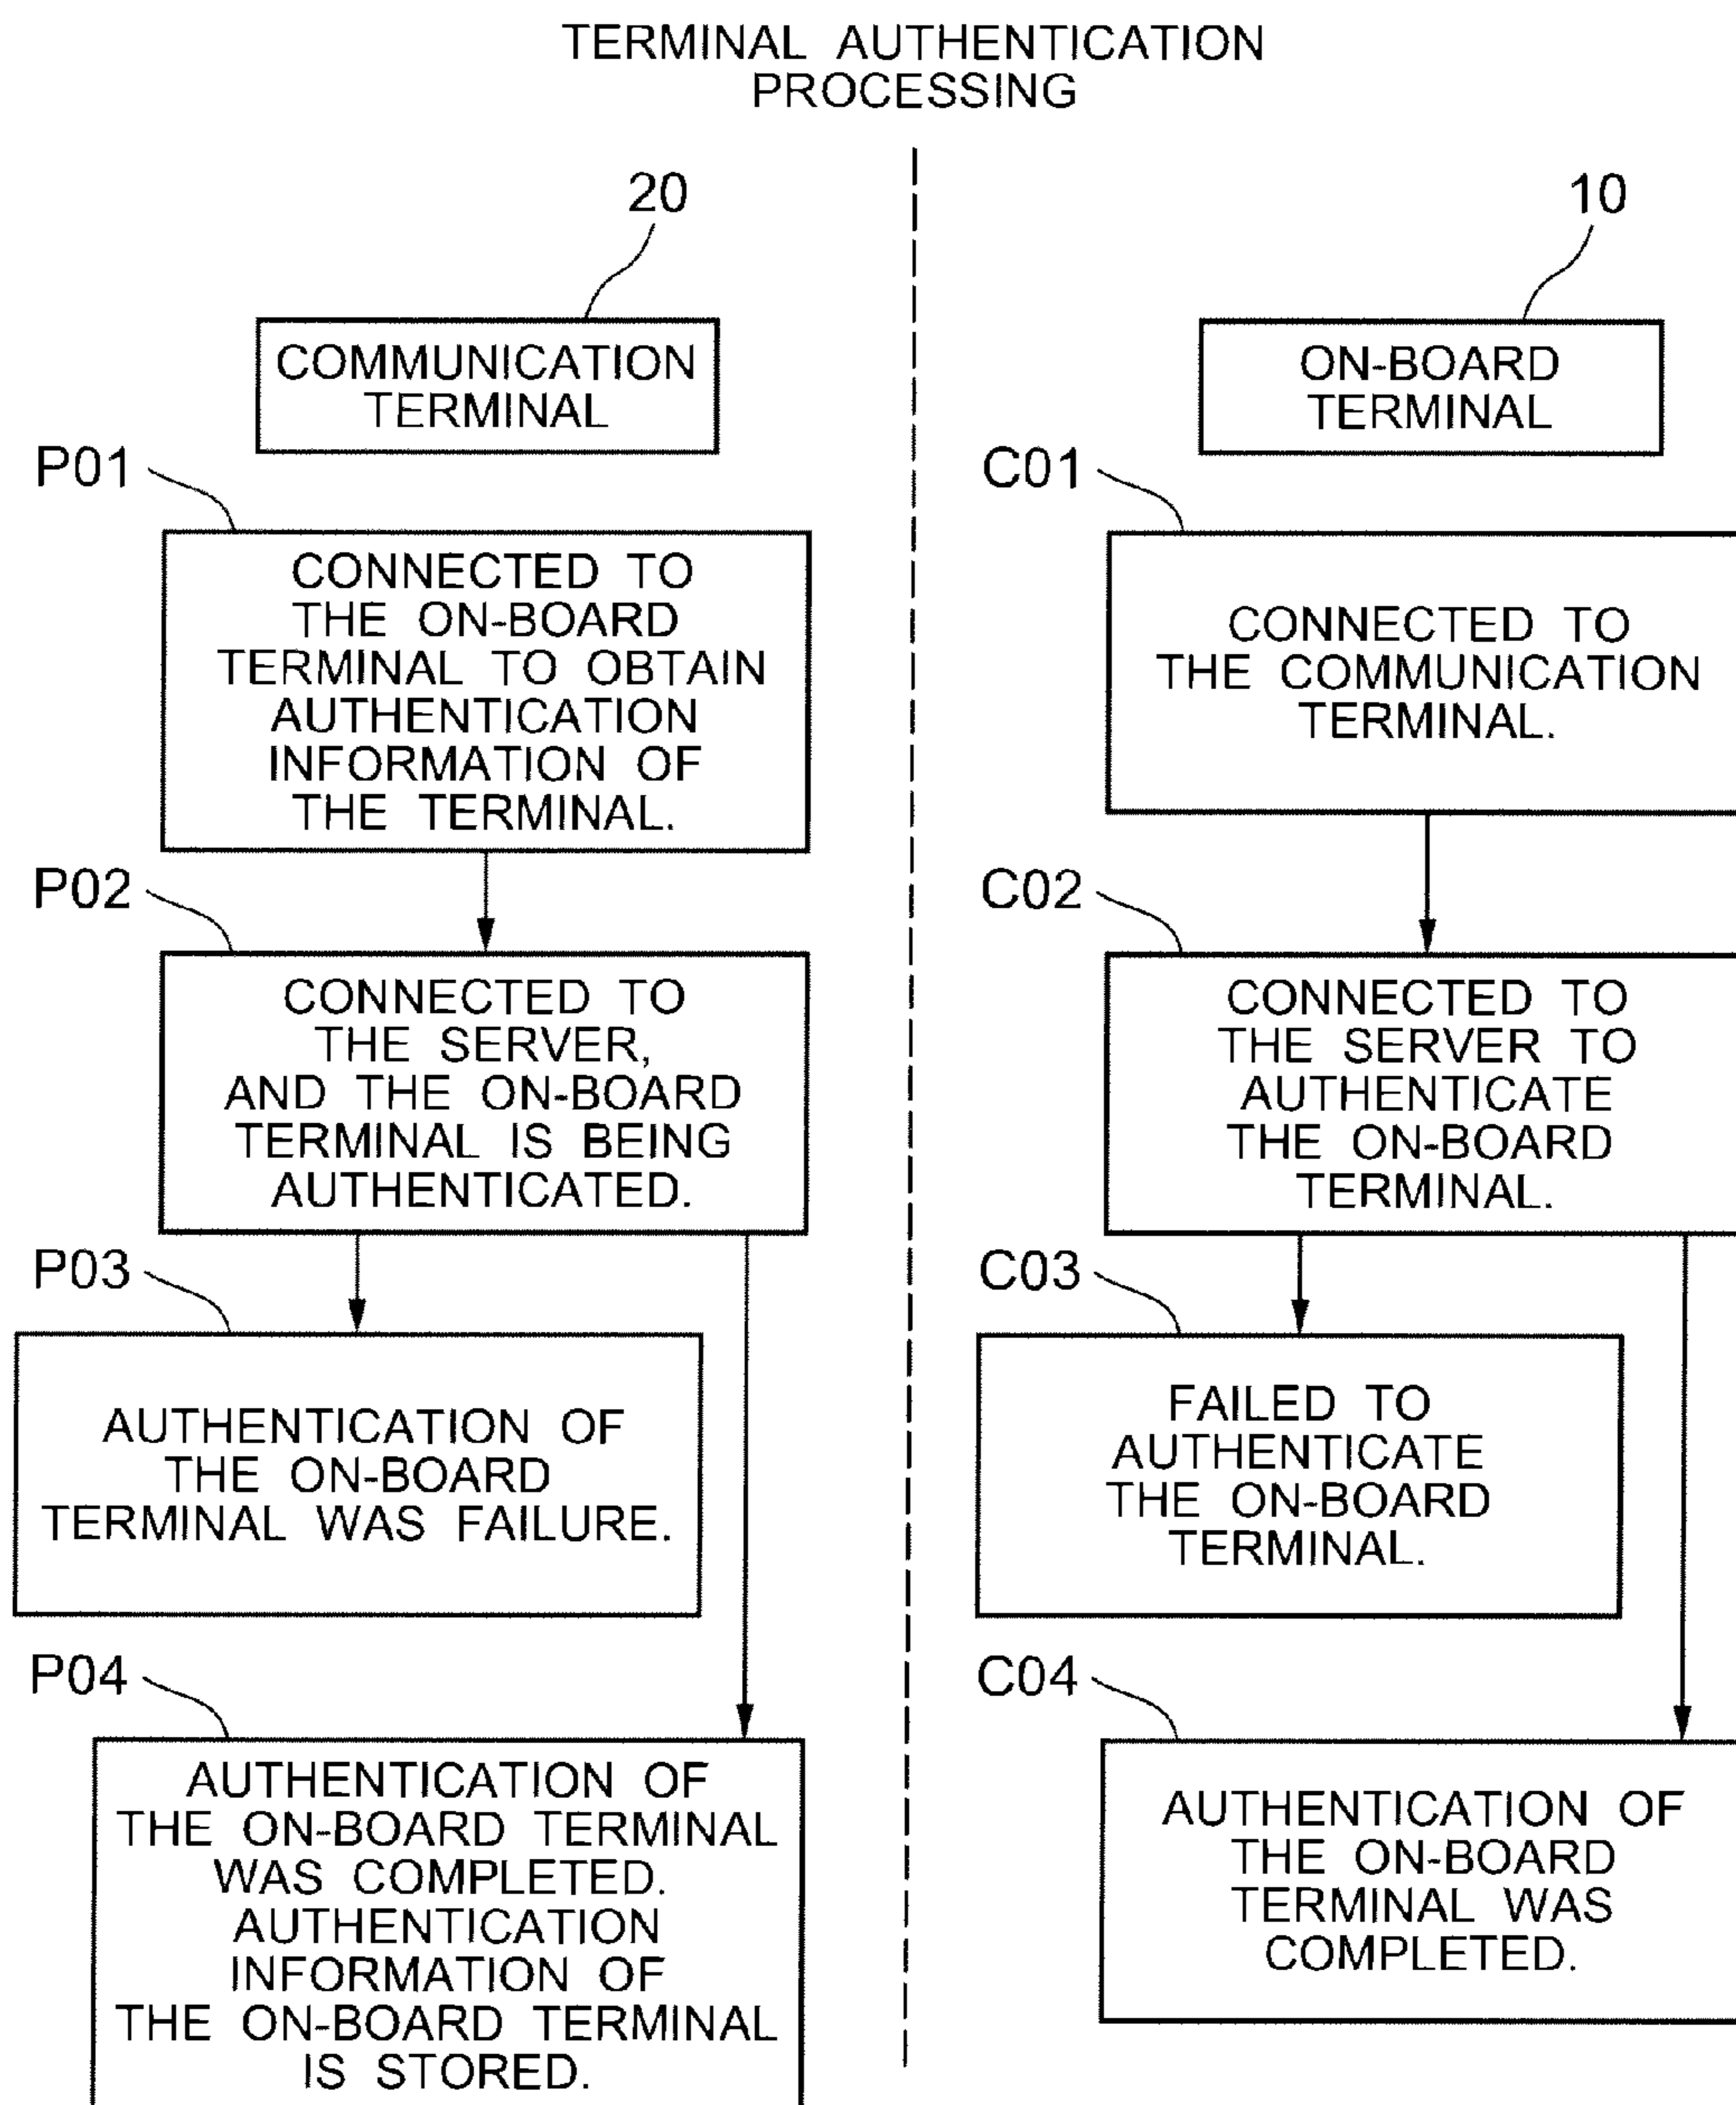 TERMINAL AUTHENTICATION
PROCESSING
20
COMMUNICATION
TERMINAL
P01
CONNECTED TO
THE ON-BOARD
TERMINAL TO OBTAIN
AUTHENTICATION
INFORMATION OF
THE TERMINAL.
P02
CONNECTED TO
THE SERVER,
AND THE ON-BOARD
TERMINAL IS BEING
AUTHENTICATED.
P03
AUTHENTICATION OF
THE ON-BOARD
TERMINAL WAS FAILURE.
P04
AUTHENTICATION OF
THE ON-BOARD TERMINAL
WAS COMPLETED.
AUTHENTICATION
INFORMATION OF
THE ON-BOARD TERMINAL
IS STORED.
10
ON-BOARD
TERMINAL
C01
CONNECTED TO
THE COMMUNICATION
TERMINAL.
C02
CONNECTED TO
THE SERVER TO
AUTHENTICATE
THE ON-BOARD
TERMINAL.
C03
FAILED TO
AUTHENTICATE
THE ON-BOARD
TERMINAL.
C04
AUTHENTICATION OF
THE ON-BOARD
TERMINAL WAS
COMPLETED.